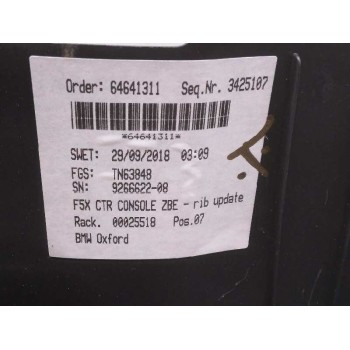 Order: 64641311 Seq.Nr. 3425107
*64641311*
SWET: 29/09/2018 03:09
FGS: TN63848
SN: 9266622-08
F5X CTR CONSOLE ZBE - rib update
Rack. 00025518 Pos.07
BMW Oxford